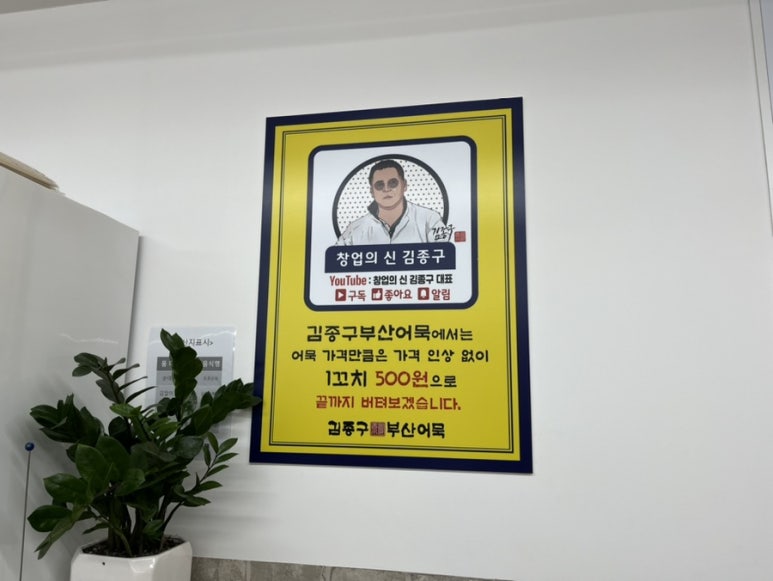 김종구
창업의 신 김종구
YouTube : 창업의 신 김종구 대표
구독 좋아요 알림
김종구부산어묵에서는
어묵 가격만큼은 가격 인상 없이
1꼬치 500원으로
끝까지 버텨보겠습니다.
김종구 부산어묵